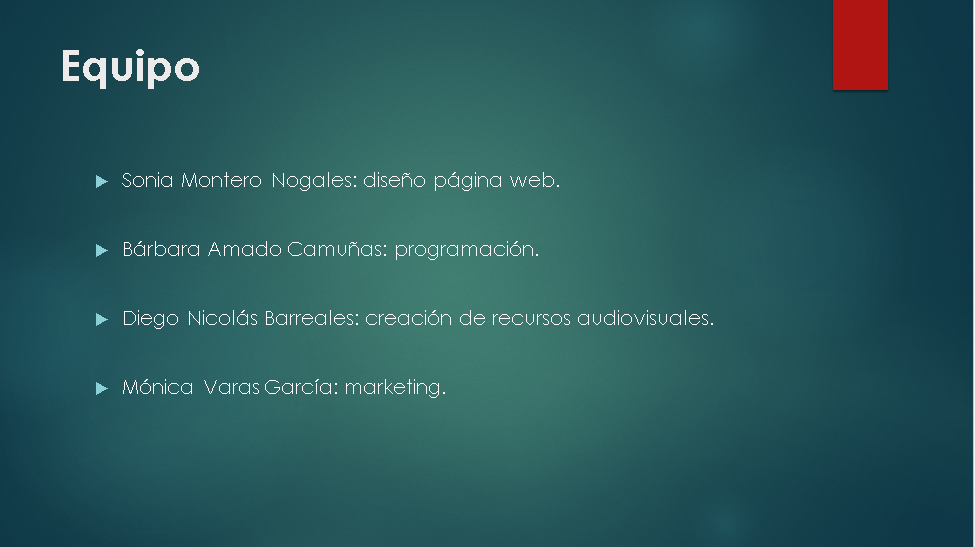 Equipo
Sonia Montero Nogales: diseño página web.
Bárbara Amado Camuñas: programación.
Diego Nicolás Barreales: creación de recursos audiovisuales.
Mónica Varas García: marketing.